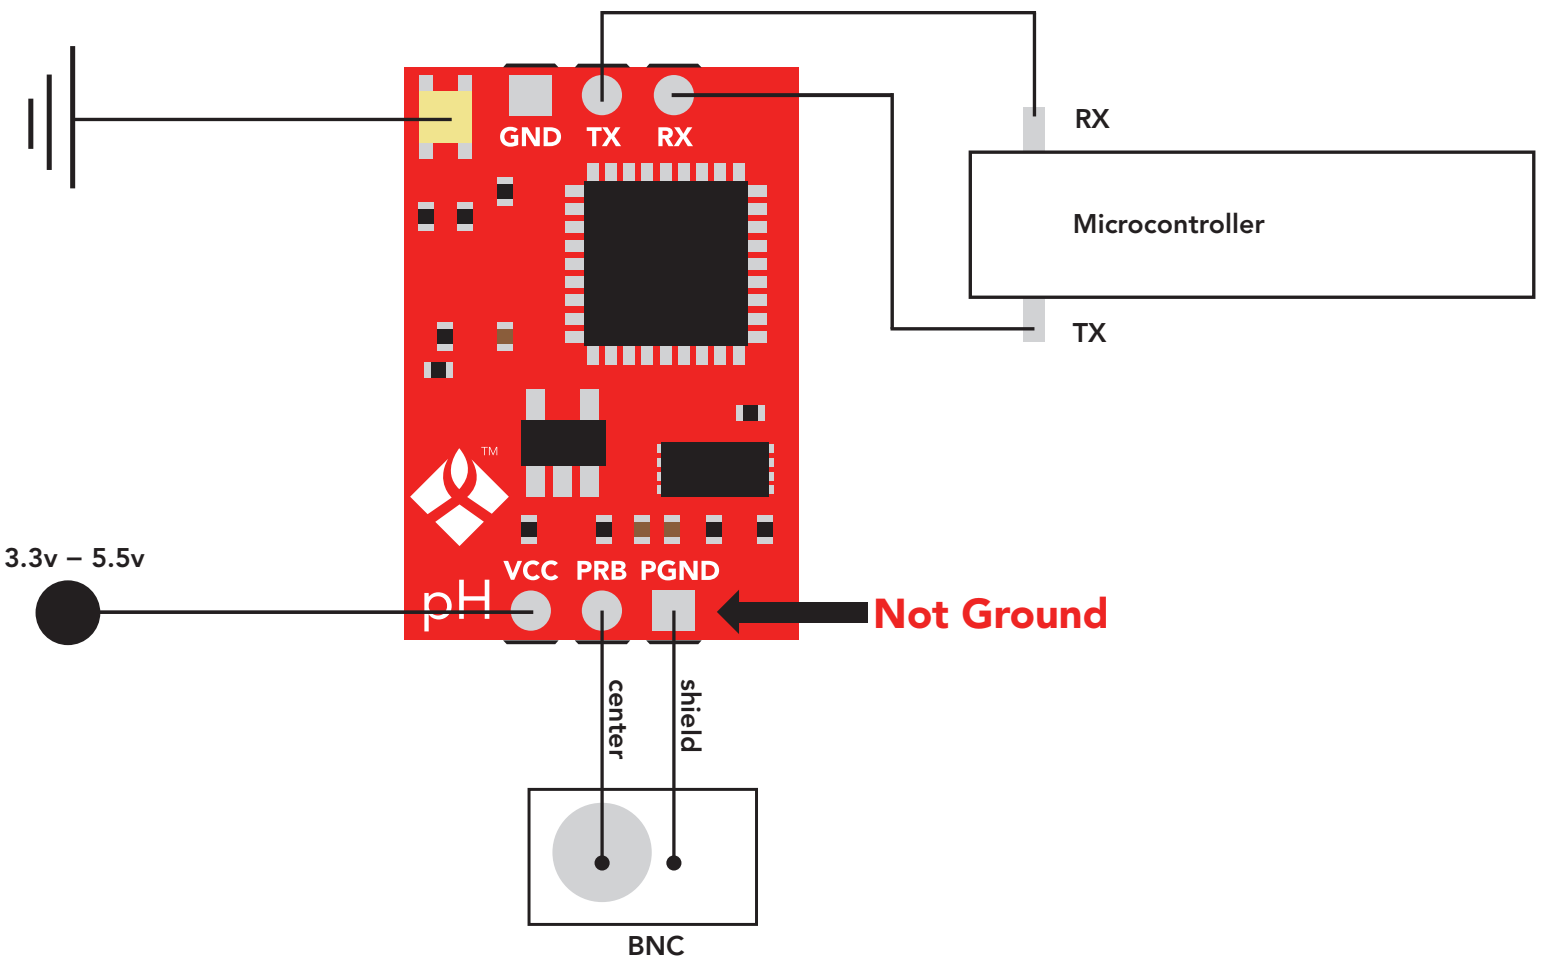 RX
GND TX RX
Microcontroller
TX
TM
3.3v – 5.5v
VCC PRB PGND
pH
Not Ground
center
shield
BNC